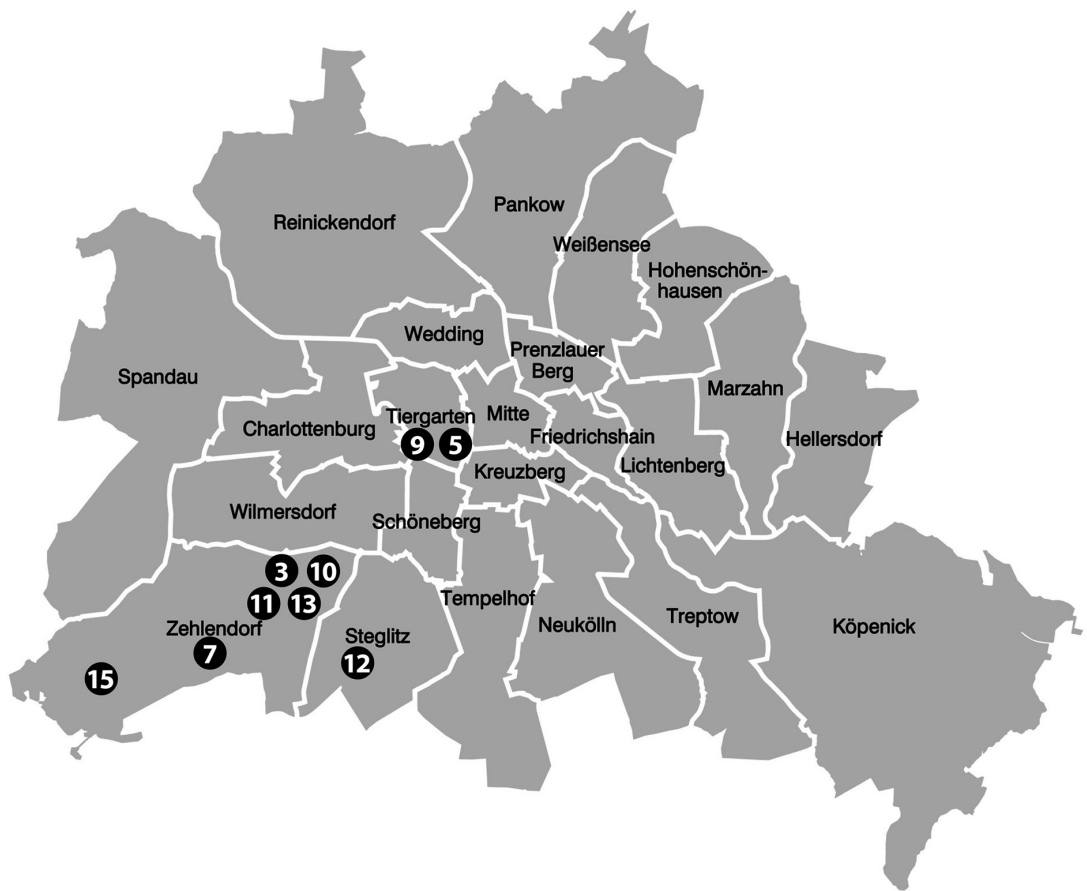 Pankow
Reinickendorf
Weißensee
Hohenschön-
hausen
Wedding
Prenzlauer
Berg
Spandau
Marzahn
Tiergarten
Mitte
Charlottenburg
Friedrichshain
Hellersdorf
9
5
Lichtenberg
Kreuzberg
Wilmersdorf
Schöneberg
3
10
11
13
Tempelhof
Treptow
Neukölln
Köpenick
Zehlendorf
Steglitz
7
12
15